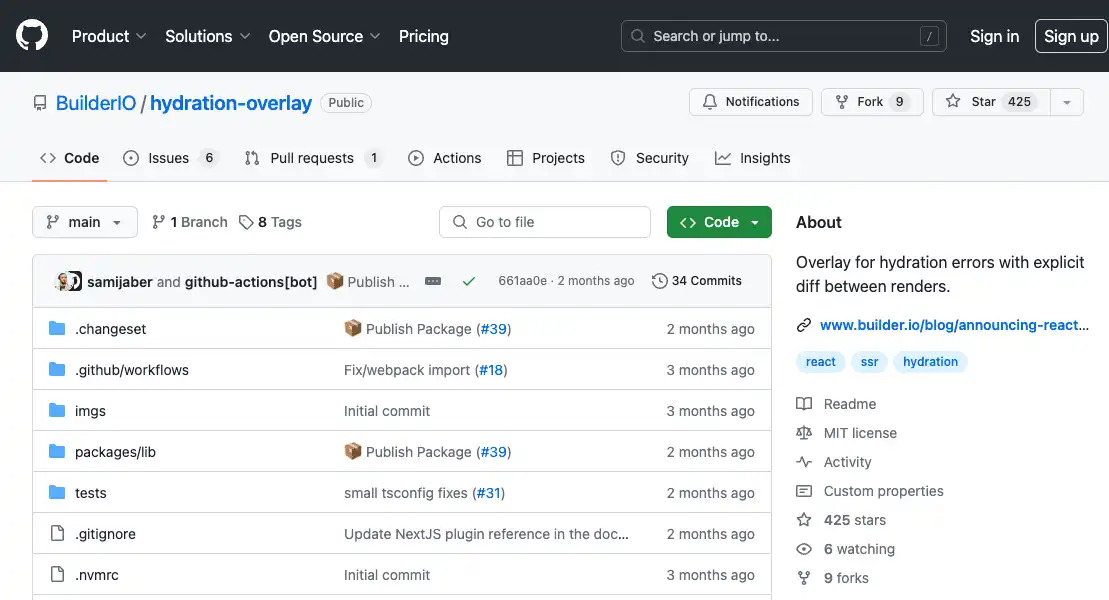 Product Solutions Open Source Pricing Search or jump to... / Sign in Sign up
BuilderIO / hydration-overlay Public Notifications Fork 9 Star 425
Code Issues 6 Pull requests 1 Actions Projects Security Insights
main 1 Branch 8 Tags Go to file Code
About
Overlay for hydration errors with explicit
diff between renders.
www.builder.io/blog/announcing-react...
react ssr hydration
Readme
MIT license
Activity
Custom properties
425 stars
6 watching
9 forks
samijaber and github-actions[bot] 📦 Publish ... 661aa0e · 2 months ago 34 Commits
.changeset 📦 Publish Package (#39) 2 months ago
.github/workflows Fix/webpack import (#18) 3 months ago
imgs Initial commit 3 months ago
packages/lib 📦 Publish Package (#39) 2 months ago
tests small tsconfig fixes (#31) 2 months ago
.gitignore Update NextJS plugin reference in the doc... 2 months ago
.nvmrc Initial commit 3 months ago